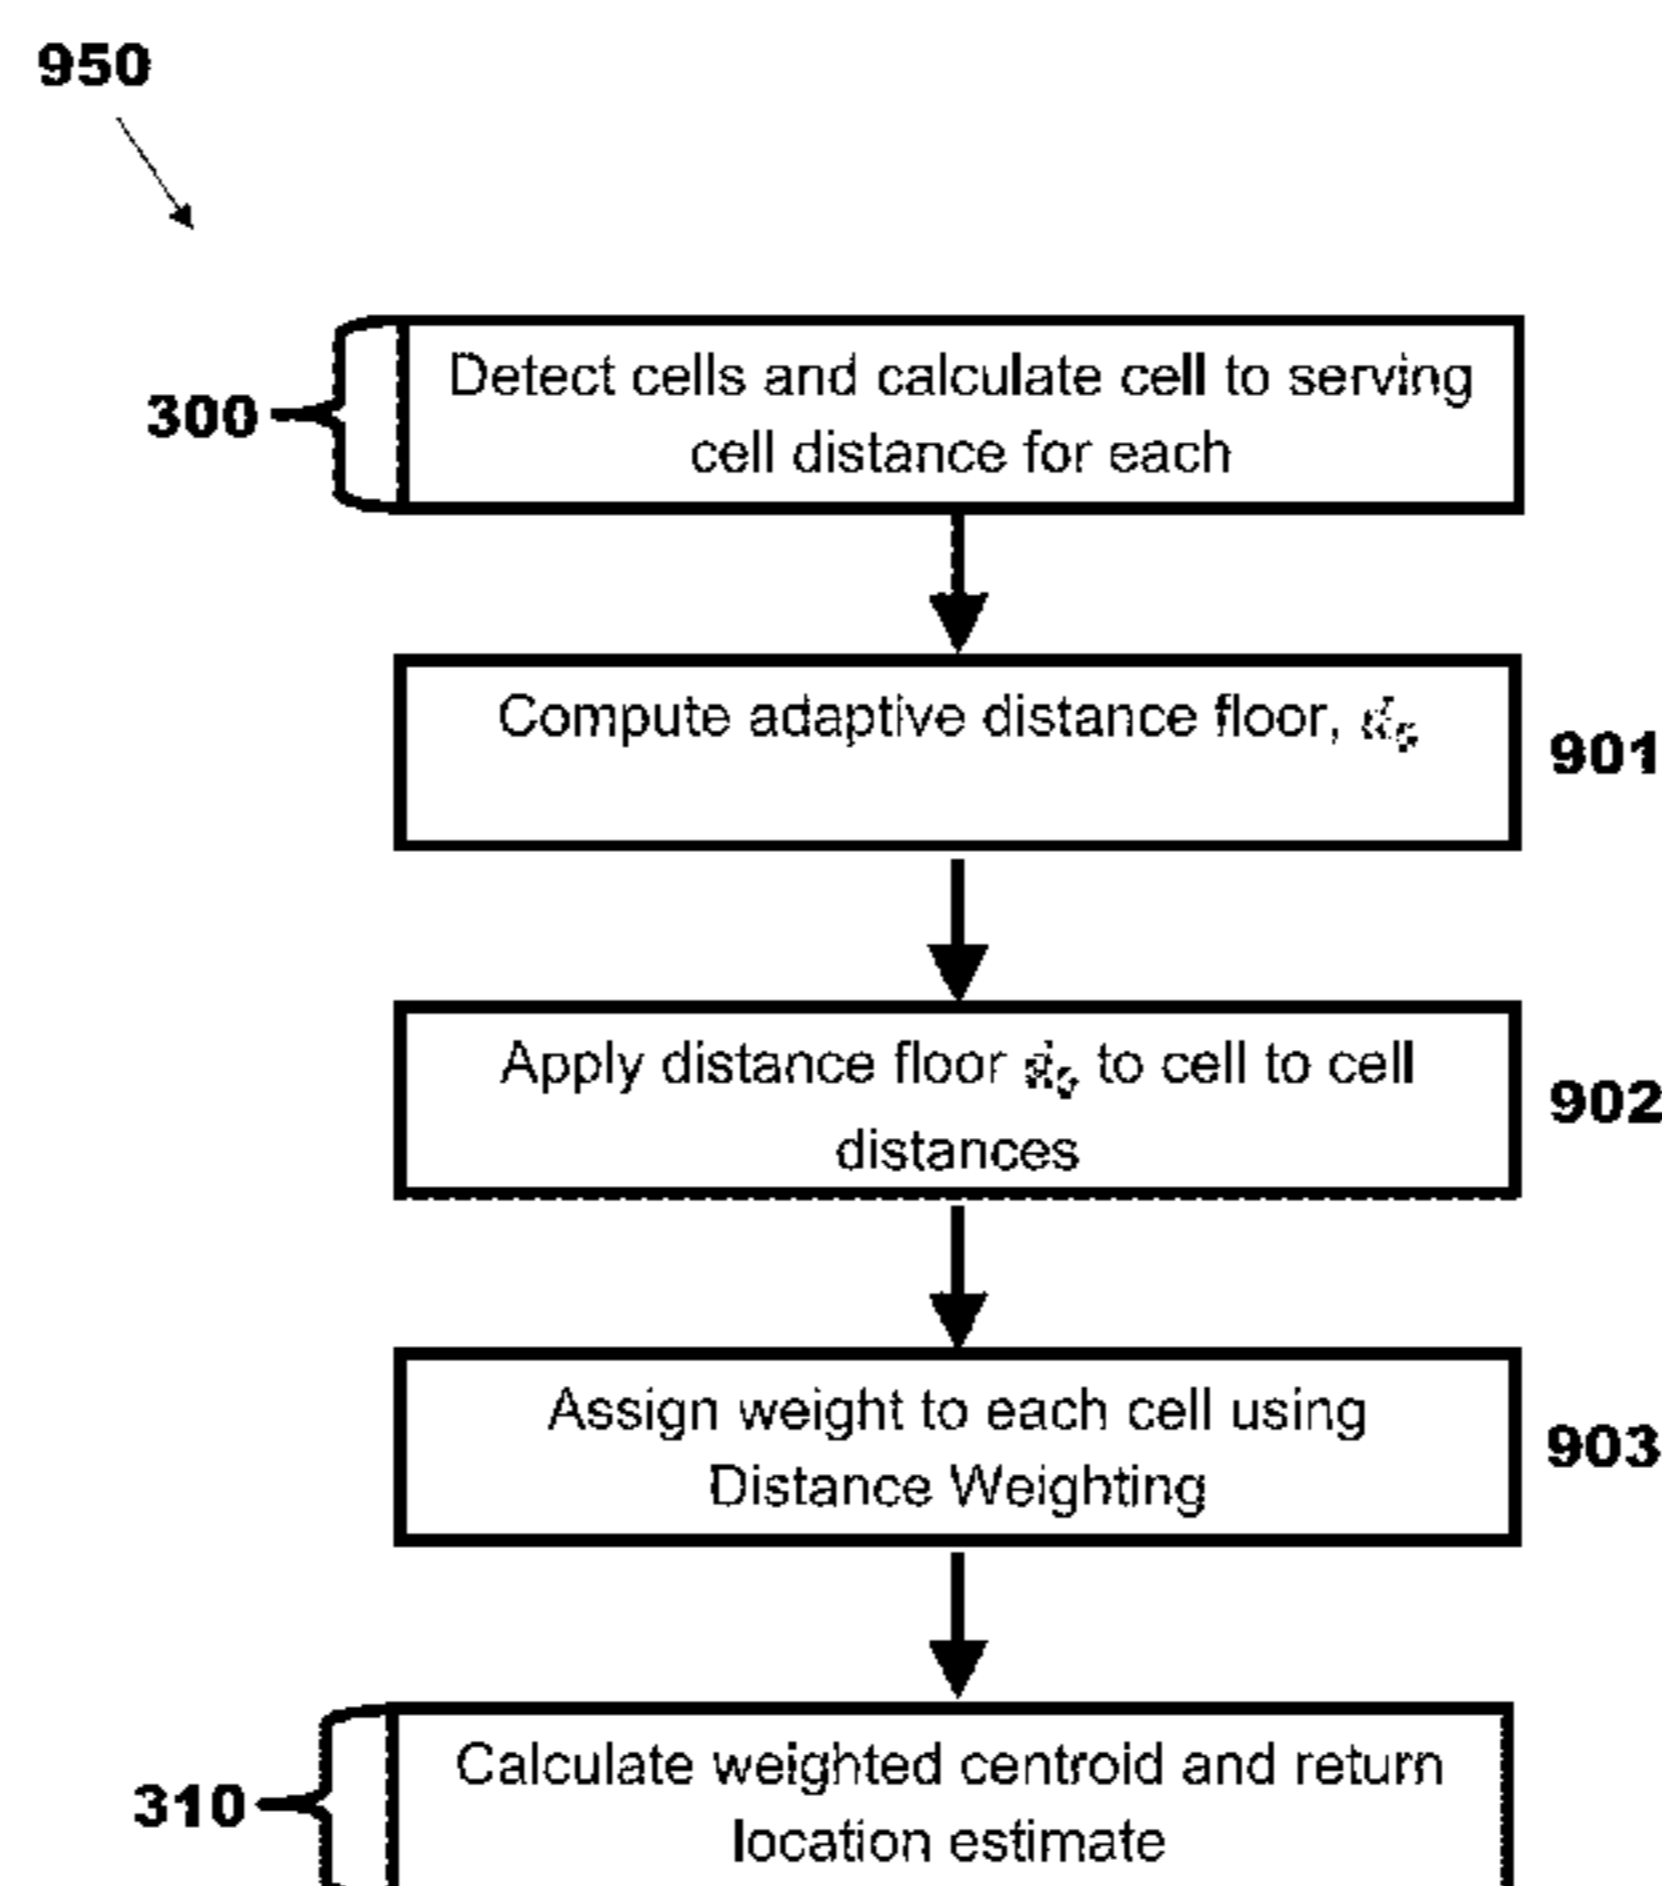 950
300
Detect cells and calculate cell to serving
cell distance for each
Compute adaptive distance floor,
901
Apply distance floor to cell to cell
distances
902
Assign weight to each cell using
Distance Weighting
903
310
Calculate weighted centroid and return
location estimate